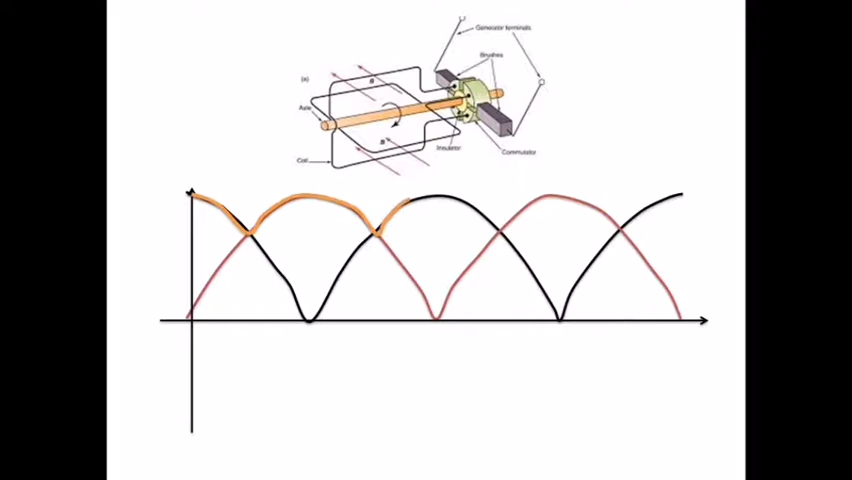 Generator terminals
Brushes
(a)
B
Axle
B
Insulator
Commutator
Coil